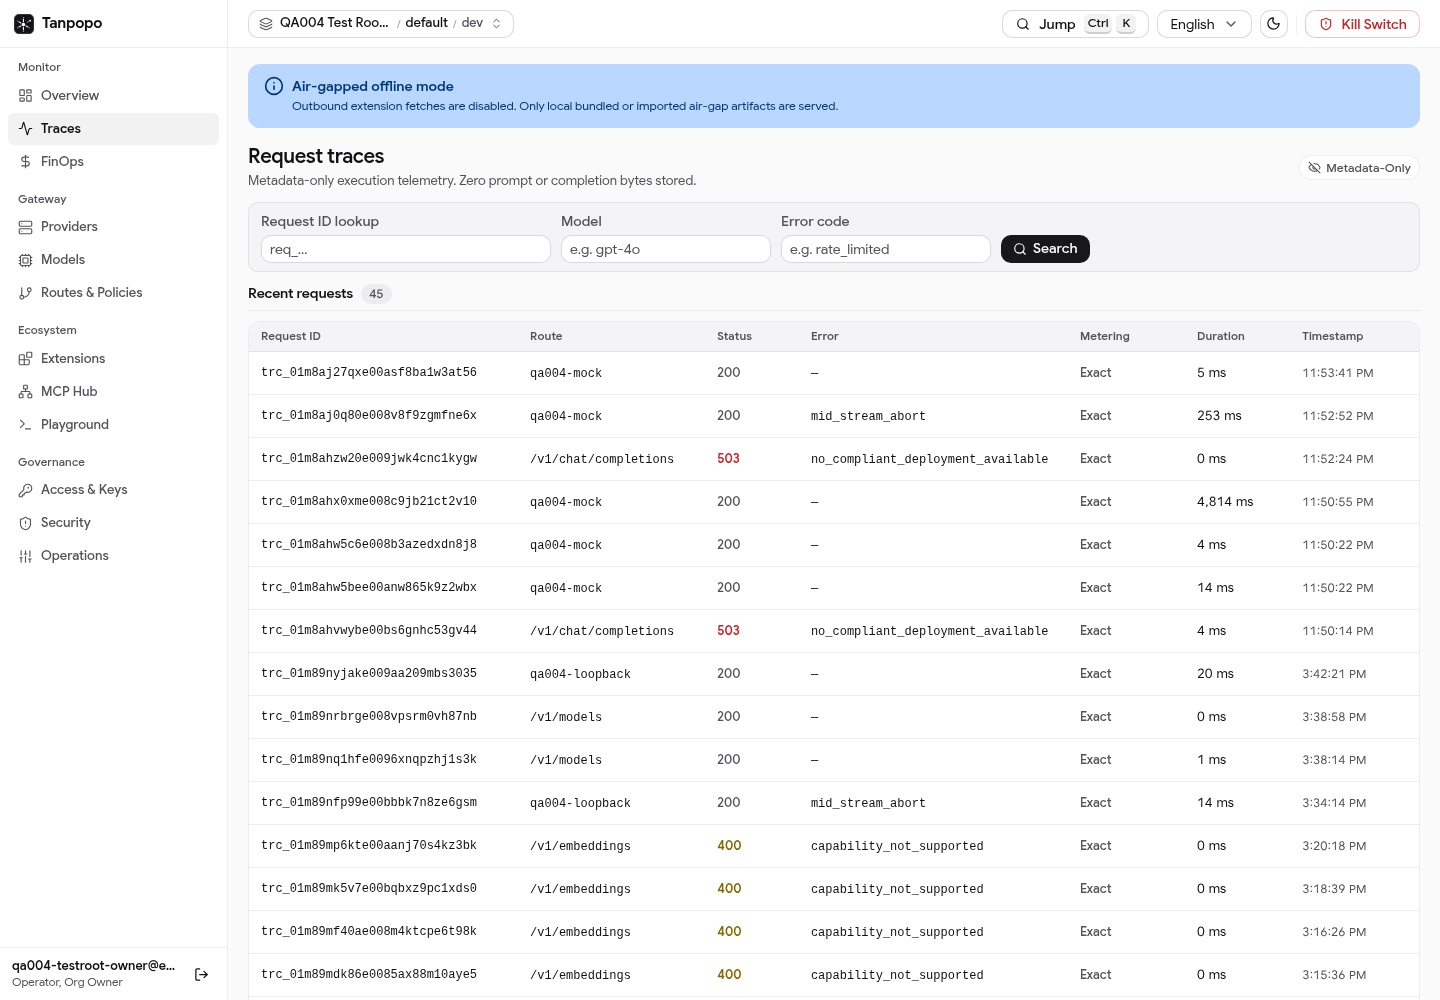 Tanpopo
QA004 Test Roo... / default / dev
Jump Ctrl K
English
Kill Switch
Monitor
Overview
Traces
FinOps
Gateway
Providers
Models
Routes & Policies
Ecosystem
Extensions
MCP Hub
Playground
Governance
Access & Keys
Security
Operations
qa004-testroot-owner@e...
Operator, Org Owner
Air-gapped offline mode
Outbound extension fetches are disabled. Only local bundled or imported air-gap artifacts are served.
Request traces
Metadata-only execution telemetry. Zero prompt or completion bytes stored.
Metadata-Only
Request ID lookup Model Error code
req_... e.g. gpt-4o e.g. rate_limited Search
Recent requests 45
Request ID Route Status Error Metering Duration Timestamp
trc_01m8aj27qxe00asf8ba1w3at56 qa004-mock 200 — Exact 5 ms 11:53:41 PM
trc_01m8aj0q80e008v8f9zgmfne6x qa004-mock 200 mid_stream_abort Exact 253 ms 11:52:52 PM
trc_01m8ahzw20e009jwk4cnc1kygw /v1/chat/completions 503 no_compliant_deployment_available Exact 0 ms 11:52:24 PM
trc_01m8ahx0xme008c9jb21ct2v10 qa004-mock 200 — Exact 4,814 ms 11:50:55 PM
trc_01m8ahw5c6e008b3azedxdn8j8 qa004-mock 200 — Exact 4 ms 11:50:22 PM
trc_01m8ahw5bee00anw865k9z2wbx qa004-mock 200 — Exact 14 ms 11:50:22 PM
trc_01m8ahvwybe00bs6gnhc53gv44 /v1/chat/completions 503 no_compliant_deployment_available Exact 4 ms 11:50:14 PM
trc_01m89nyjake009aa209mbs3035 qa004-loopback 200 — Exact 20 ms 3:42:21 PM
trc_01m89nrbrge008vpsrm0vh87nb /v1/models 200 — Exact 0 ms 3:38:58 PM
trc_01m89nq1hfe0096xnqpzhj1s3k /v1/models 200 — Exact 1 ms 3:38:14 PM
trc_01m89nfp99e00bbbk7n8ze6gsm qa004-loopback 200 mid_stream_abort Exact 14 ms 3:34:14 PM
trc_01m89mp6kte00aanj70s4kz3bk /v1/embeddings 400 capability_not_supported Exact 0 ms 3:20:18 PM
trc_01m89mk5v7e00bqbxz9pc1xds0 /v1/embeddings 400 capability_not_supported Exact 0 ms 3:18:39 PM
trc_01m89mf40ae008m4ktcpe6t98k /v1/embeddings 400 capability_not_supported Exact 0 ms 3:16:26 PM
trc_01m89mdk86e0085ax88m10aye5 /v1/embeddings 400 capability_not_supported Exact 0 ms 3:15:36 PM